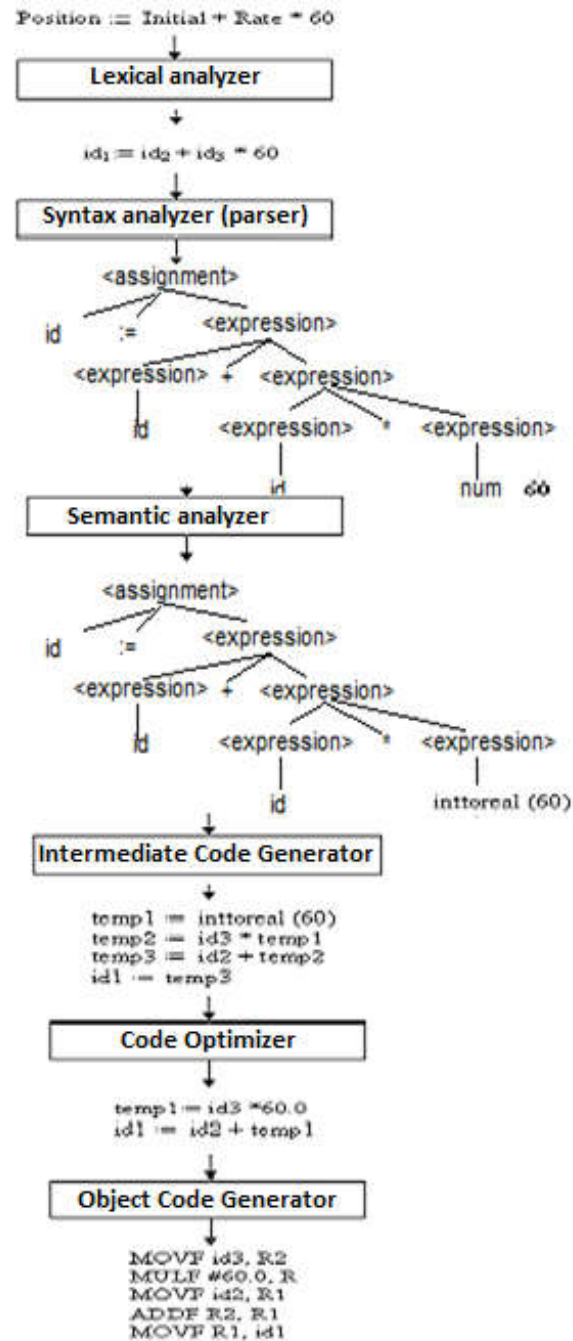 Position := Initial + Rate * 60
Lexical analyzer
id₁ := id₂ + id₃ * 60
Syntax analyzer (parser)
<assignment>
id := <expression>
<expression> + <expression>
id <expression> * <expression>
id num 60
Semantic analyzer
<assignment>
id := <expression>
<expression> + <expression>
id <expression> * <expression>
id inttoreal (60)
Intermediate Code Generator
temp1 := inttoreal (60)
temp2 := id3 * temp1
temp3 := id2 + temp2
id1 := temp3
Code Optimizer
temp1 := id3 *60.0
id1 := id2 + temp1
Object Code Generator
MOVF id3, R2
MULF #60.0, R
MOVF id2, R1
ADDF R2, R1
MOVF R1, id1